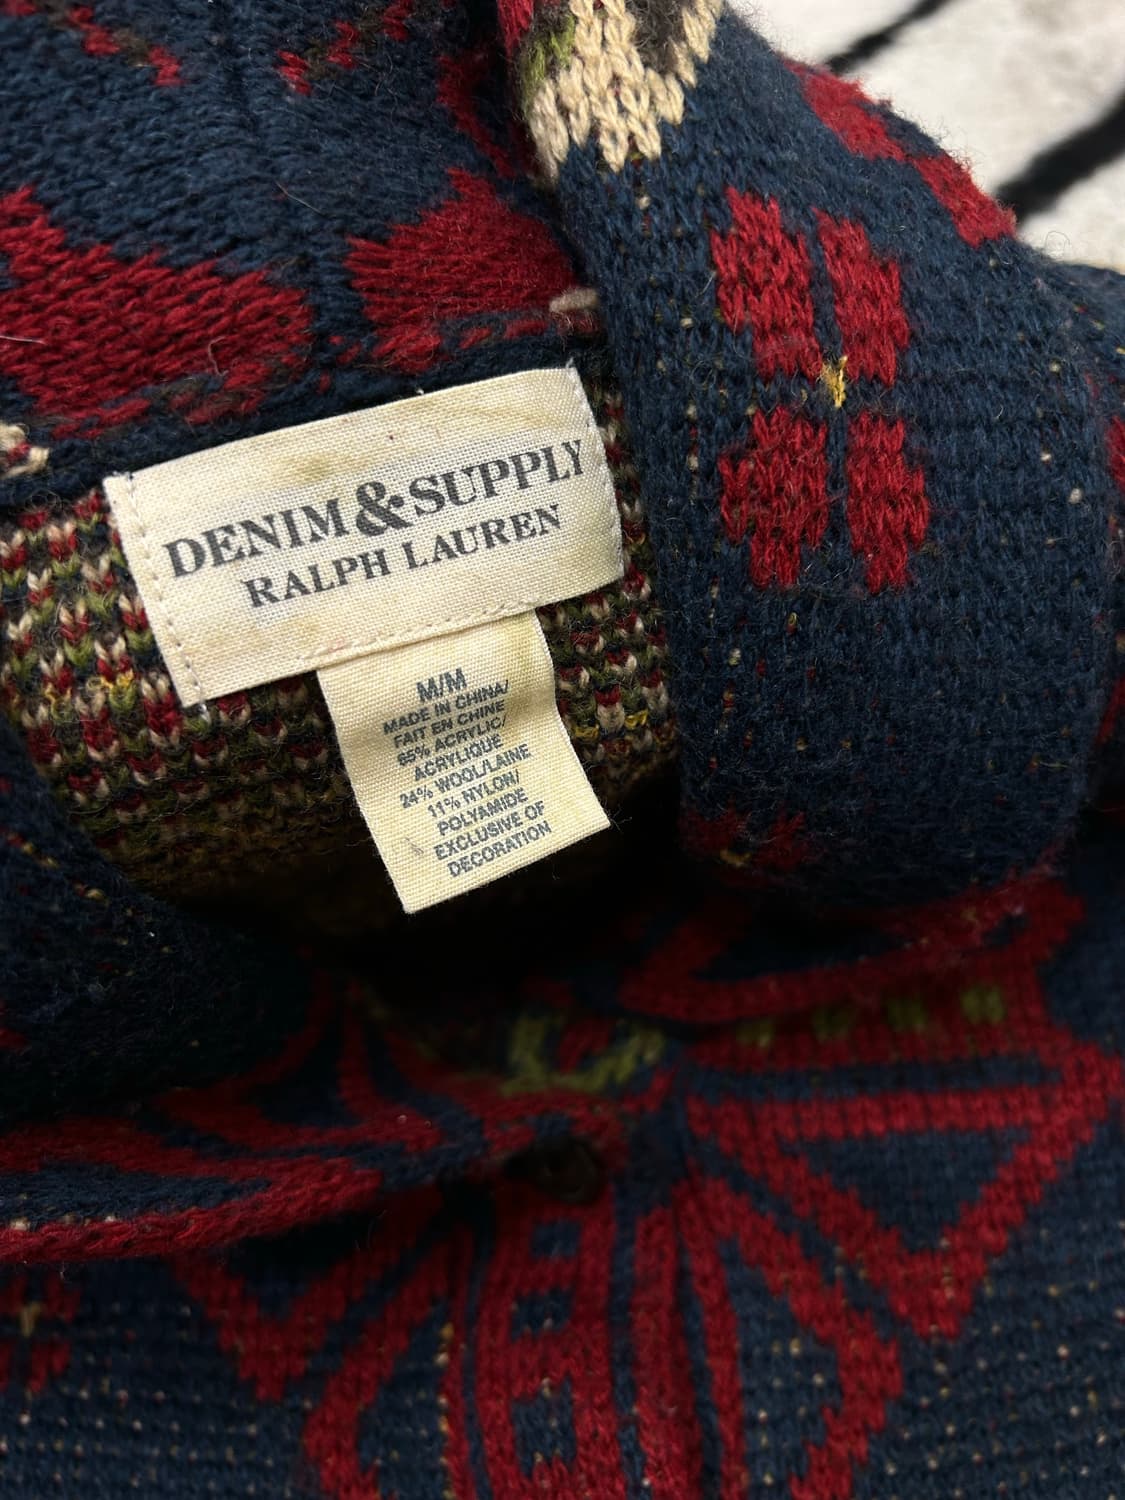 DENIM&SUPPLY
RALPH LAUREN
M/M
MADE IN CHINA/
FAIT EN CHINE
65% ACRYLIC/
ACRYLIQUE
24% WOOL/LAINE
11% NYLON/
POLYAMIDE
EXCLUSIVE OF
DECORATION